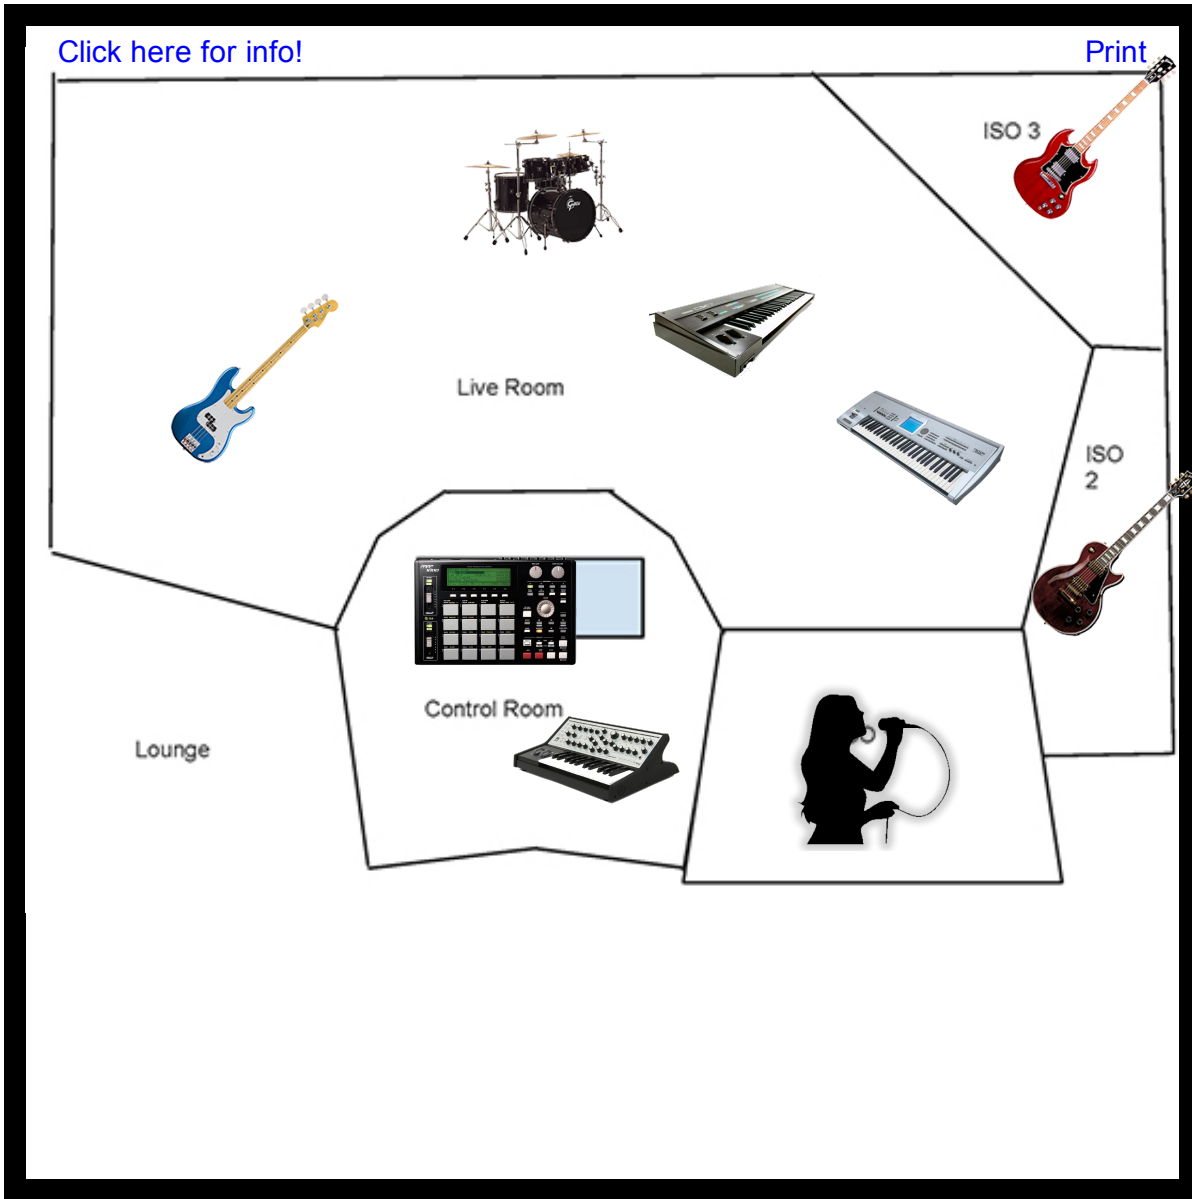 Click here for info!
Print
ISO 3
Live Room
ISO
2
Control Room
Lounge